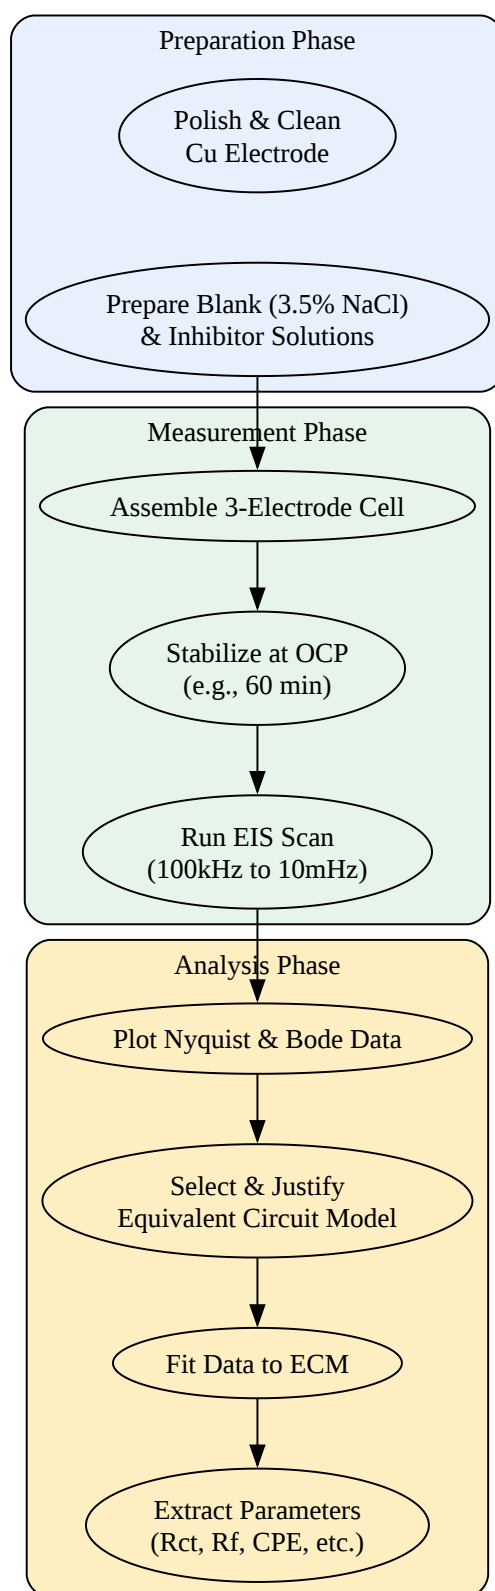 Preparation Phase
Polish & Clean
Cu Electrode
Prepare Blank (3.5% NaCl)
& Inhibitor Solutions
Measurement Phase
Assemble 3-Electrode Cell
Stabilize at OCP
(e.g., 60 min)
Run EIS Scan
(100kHz to 10mHz)
Analysis Phase
Plot Nyquist & Bode Data
Select & Justify
Equivalent Circuit Model
Fit Data to ECM
Extract Parameters
(Rct, Rf, CPE, etc.)